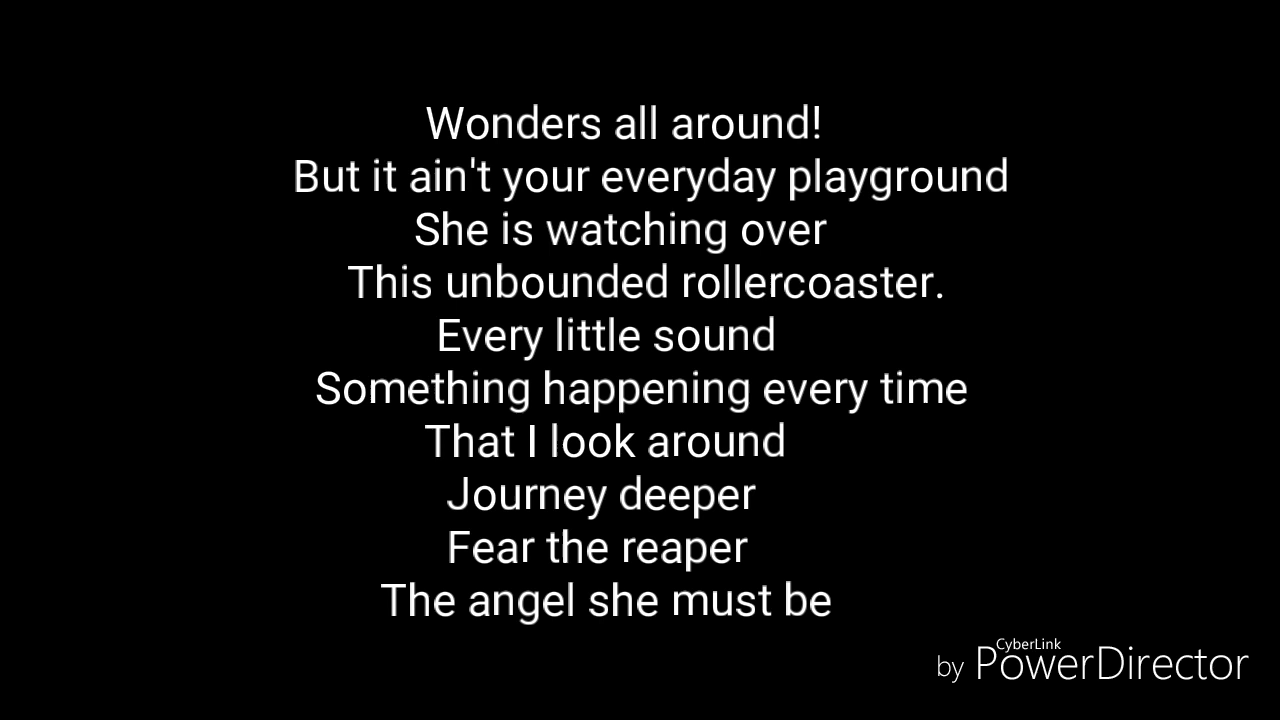 Wonders all around!
But it ain't your everyday playground
She is watching over
This unbounded rollercoaster.
Every little sound
Something happening every time
That I look around
Journey deeper
Fear the reaper
The angel she must be
CyberLink
by PowerDirector